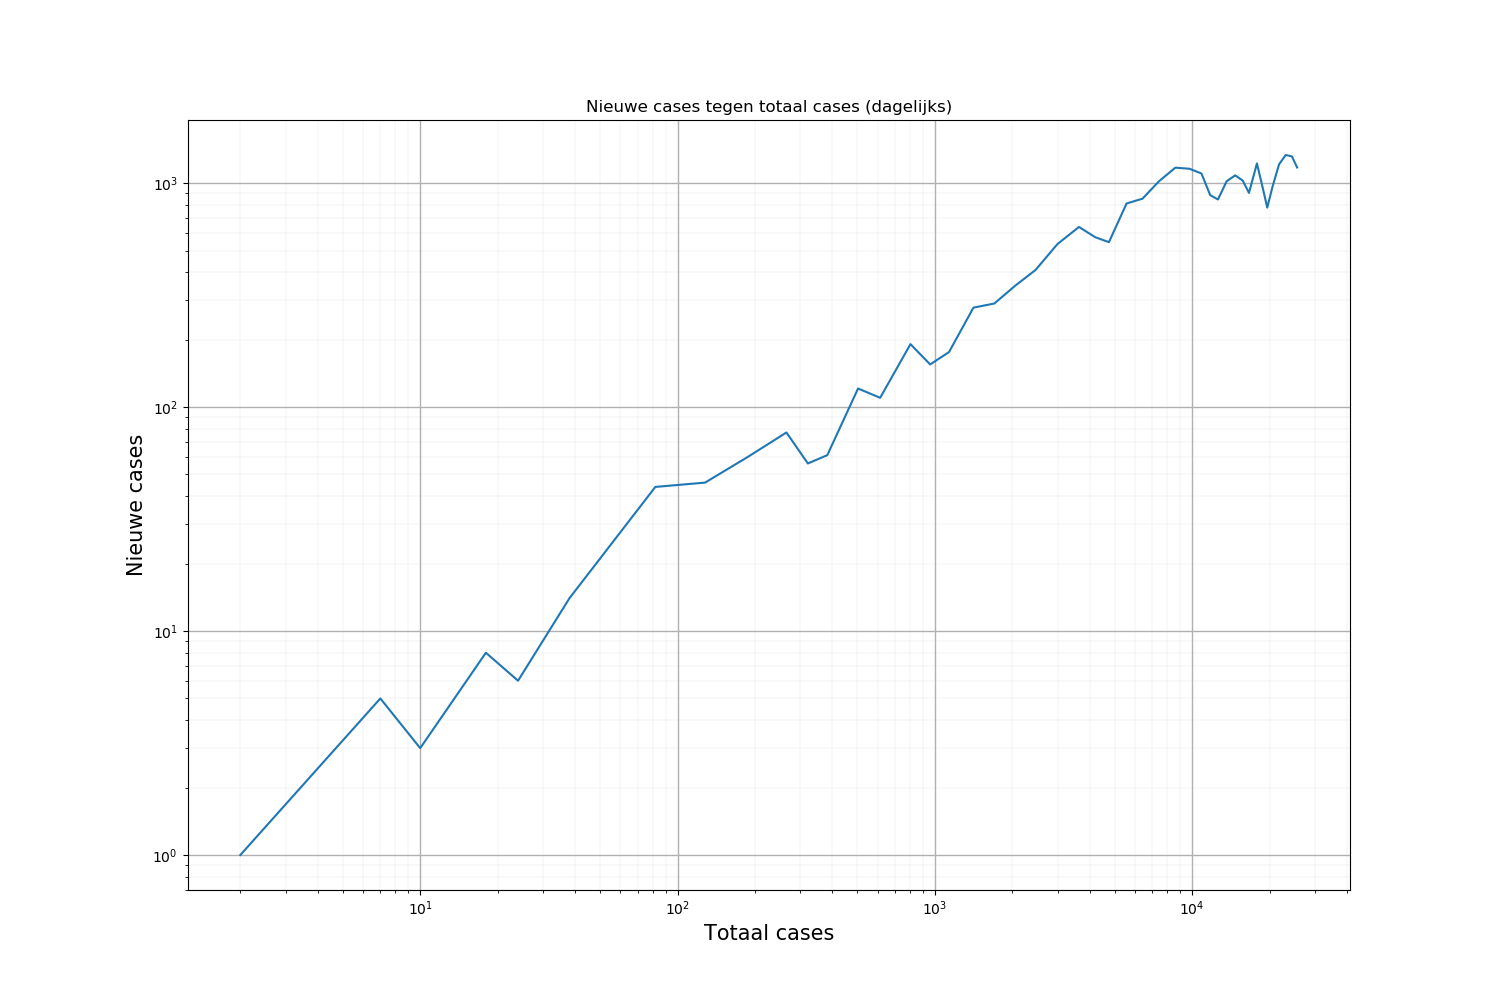 Nieuwe cases tegen totaal cases (dagelijks)
Nieuwe cases
10³
10²
10¹
10⁰
10¹ 10² 10³ 10⁴
Totaal cases